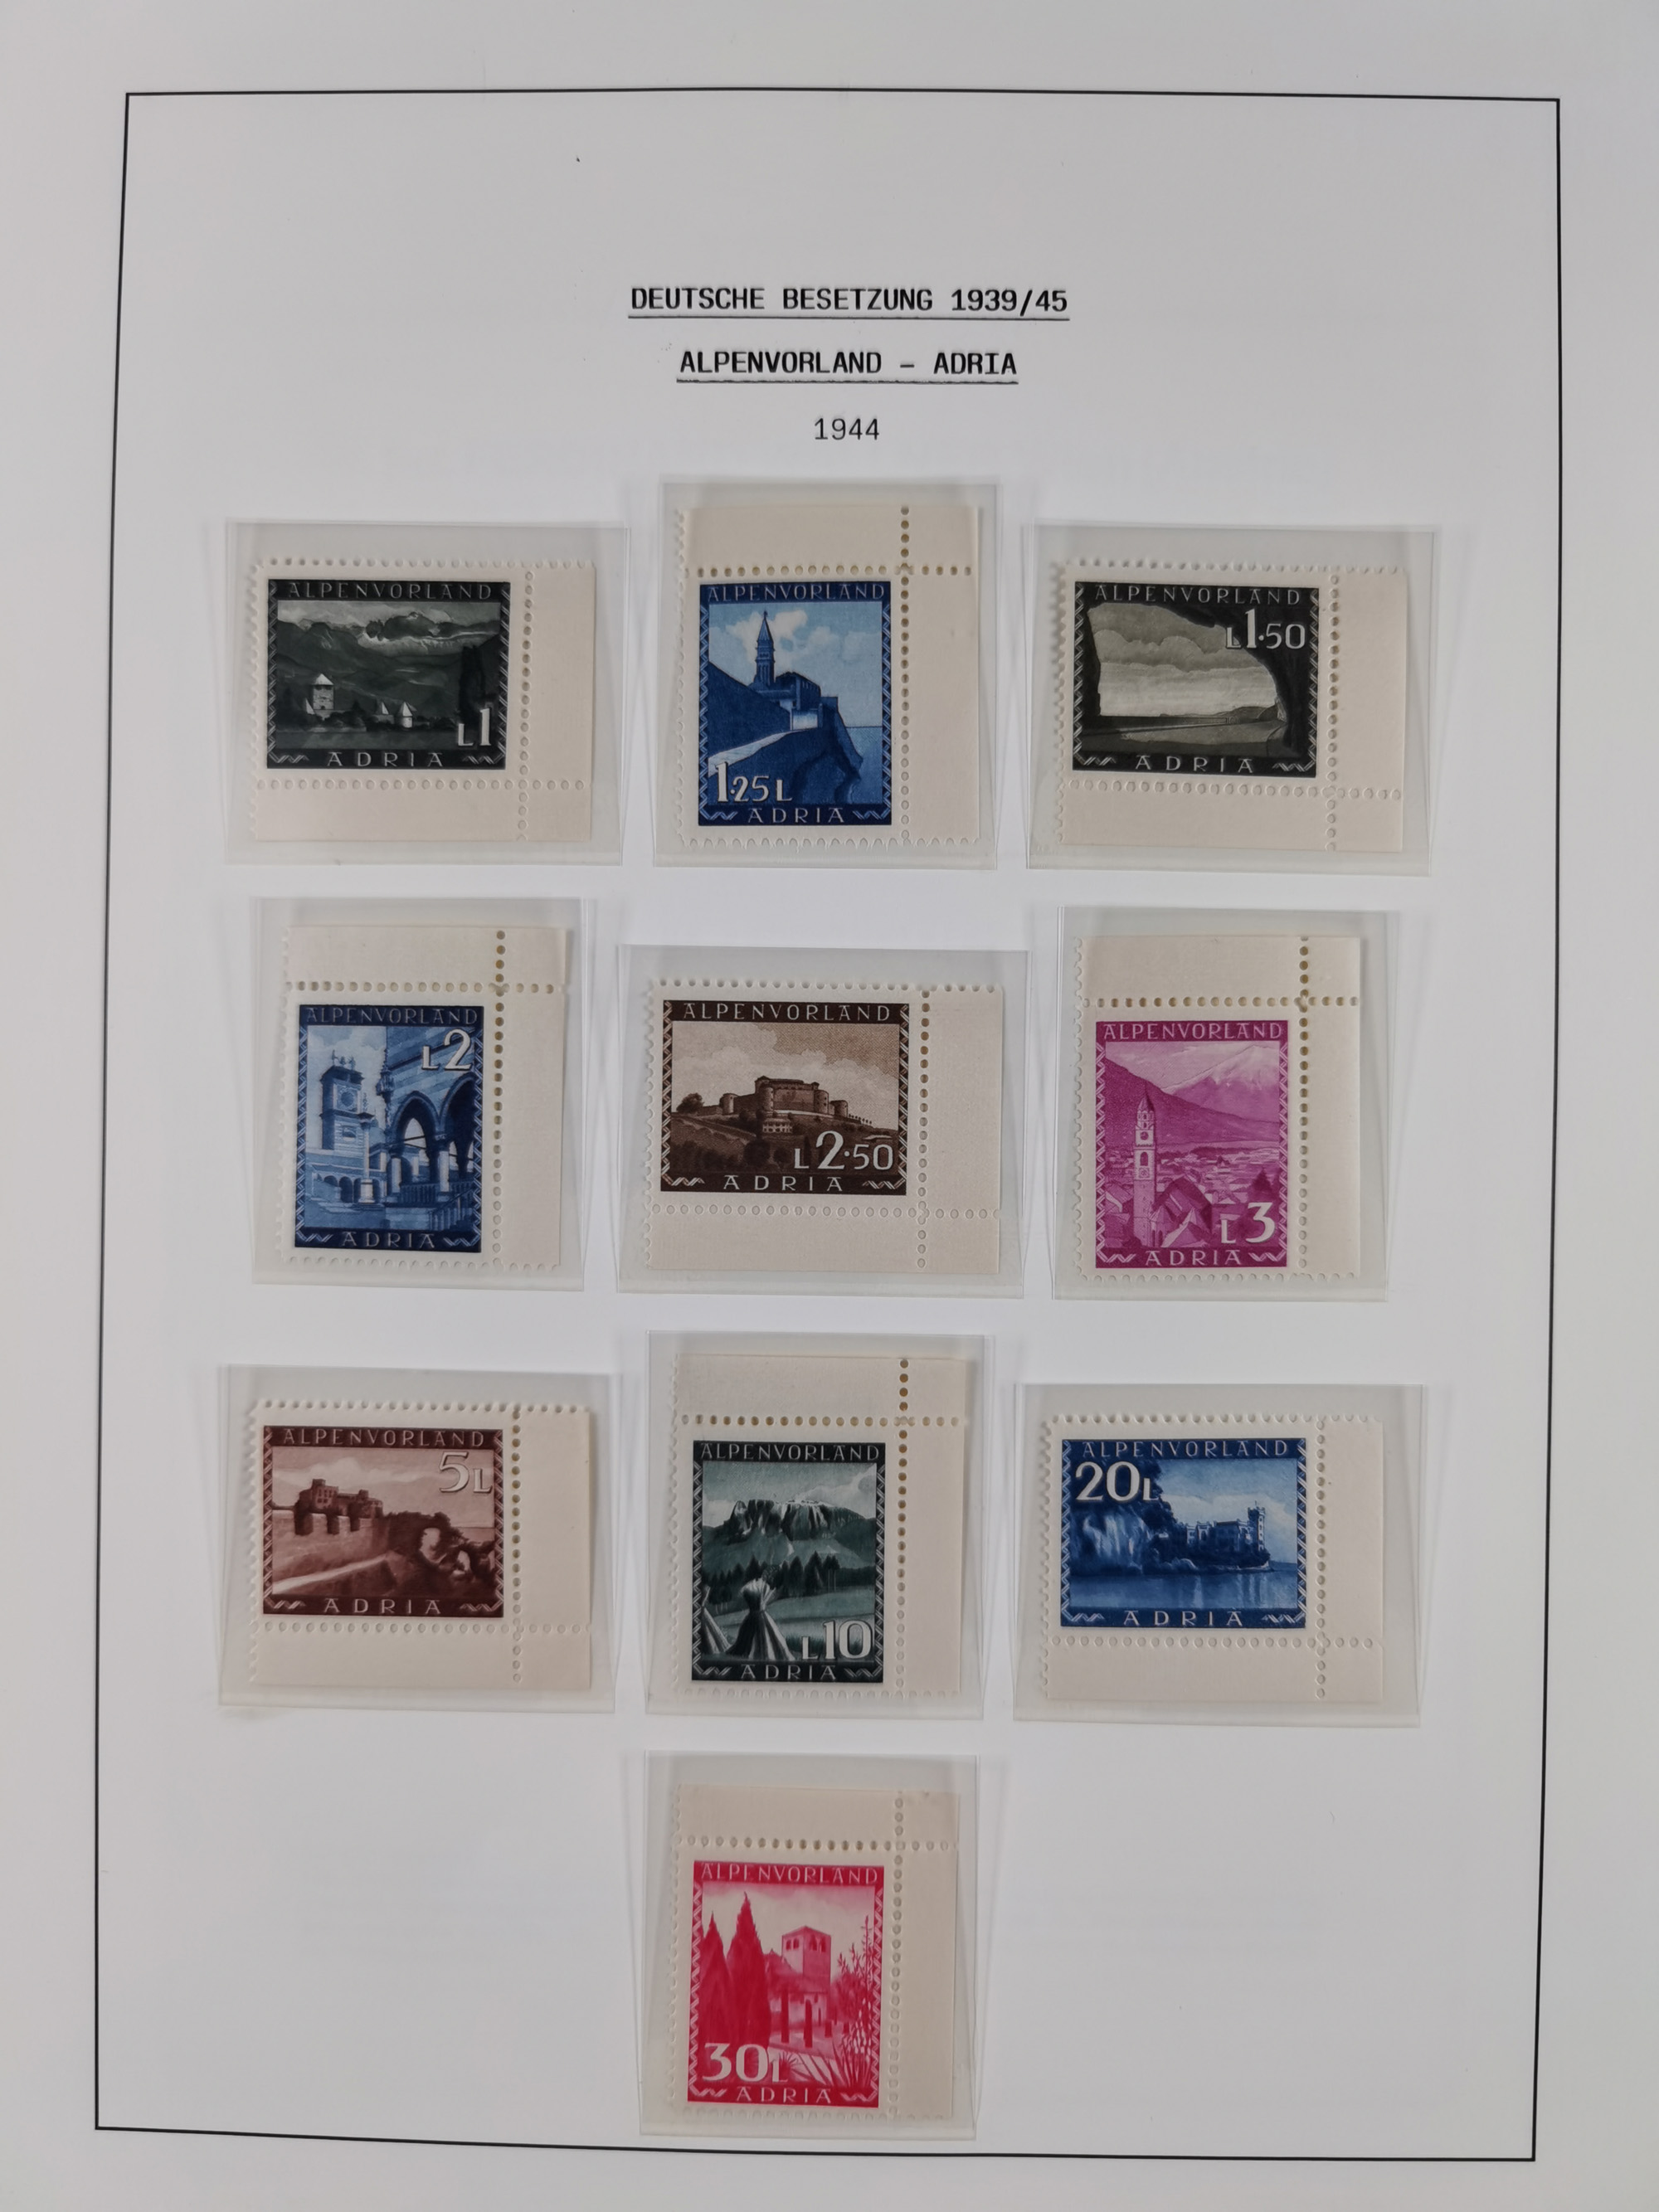 DEUTSCHE BESETZUNG 1939/45
ALPENVORLAND - ADRIA
1944
ALPENVORLAND
L1
ADRIA
ALPENVORLAND
1.25L
ADRIA
ALPENVORLAND
L1.50
ADRIA
ALPENVORLAND
L2
ADRIA
ALPENVORLAND
L2.50
ADRIA
ALPENVORLAND
L3
ADRIA
ALPENVORLAND
5L
ADRIA
ALPENVORLAND
L10
ADRIA
ALPENVORLAND
20L
ADRIA
ALPENVORLAND
30L
ADRIA